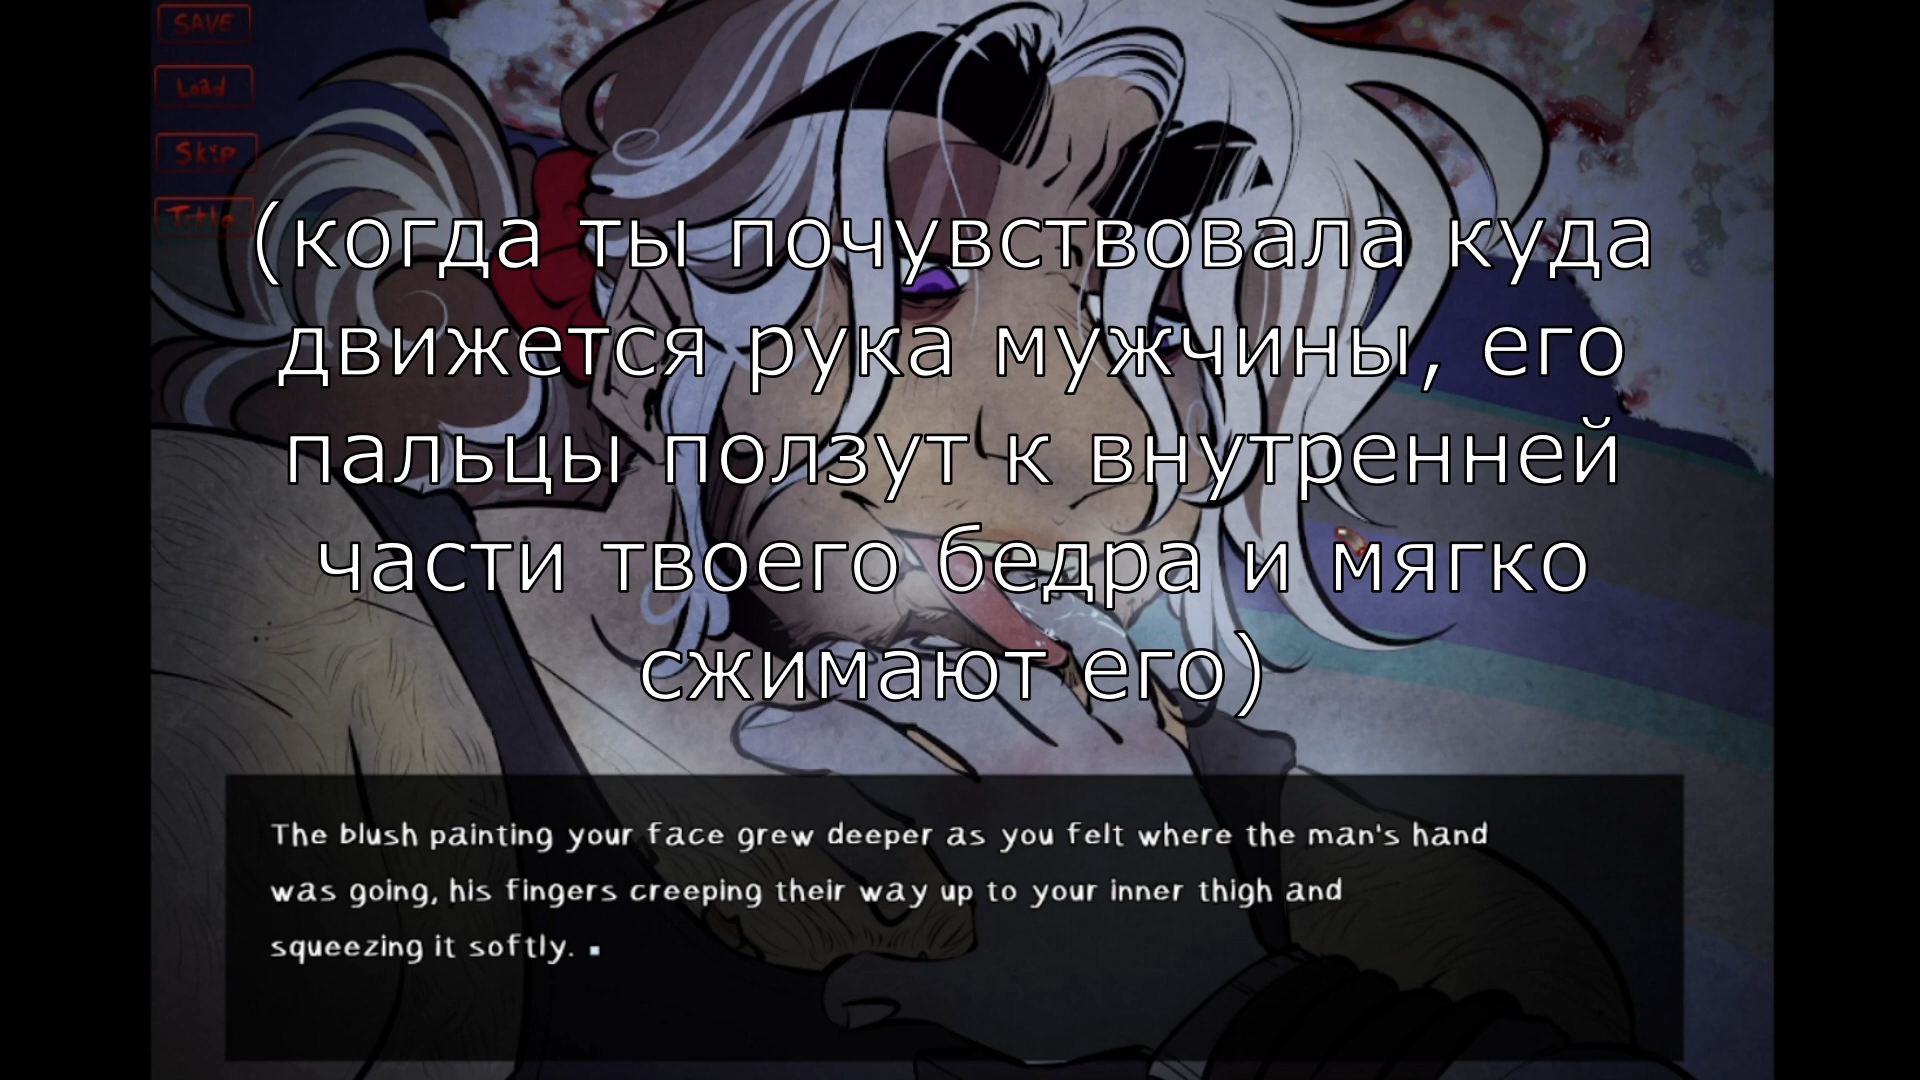 SAVE
Load
Skip
Title
(когда ты почувствовала куда
движется рука мужчины, его
пальцы ползут к внутренней
части твоего бедра и мягко
сжимают его)
The blush painting your face grew deeper as you felt where the man's hand
was going, his fingers creeping their way up to your inner thigh and
squeezing it softly.